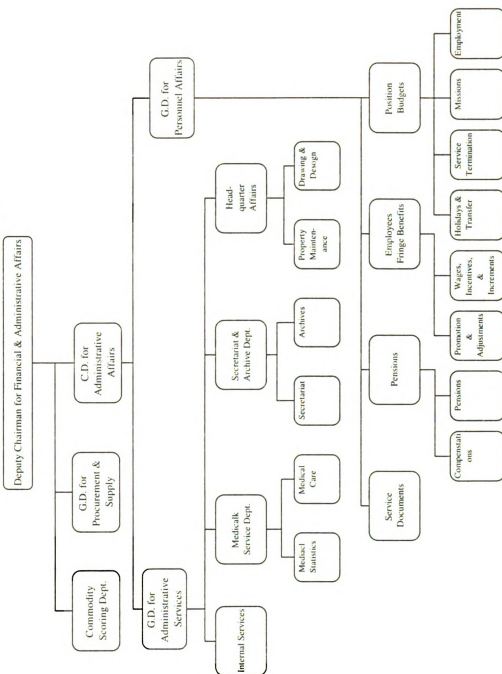 Deputy Chairman for Financial & Administrative Affairs
Commodity
Scoring Dept.
G.D. for
Procurement &
Supply
C.D. for
Administrative
Affairs
G.D. for
Administrative
Services
G.D. for
Personnel Affairs
Internal Services
Medicalk
Service Dept.
Secretariat &
Archive Dept.
Head-
quarter
Affairs
Mediacl
Statistics
Medical
Care
Secretariat
Archives
Property
Mainten-
ance
Drawing &
Design
Service
Documents
Pensions
Employees
Fringe Benefits
Position
Budgets
Compenstati
ons
Pensions
Promotion
&
Adjustments
Wages,
Incentives,
&
Increments
Holidays &
Transfer
Service
Termination
Missions
Employment